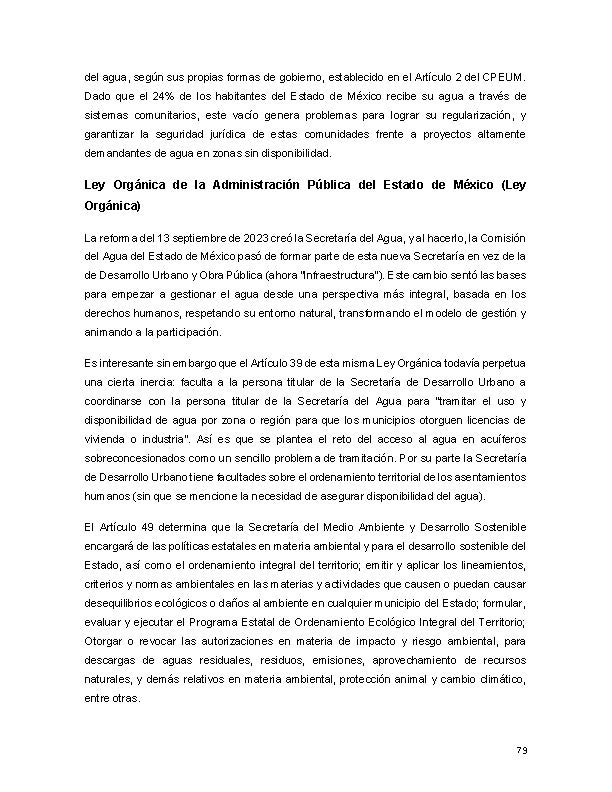 del agua, según sus propias formas de gobierno, establecido en el Artículo 2 del CPEUM.
Dado que el 24% de los habitantes del Estado de México recibe su agua a través de
sistemas comunitarios, este vacío genera problemas para lograr su regularización, y
garantizar la seguridad jurídica de estas comunidades frente a proyectos altamente
demandantes de agua en zonas sin disponibilidad.
Ley Orgánica de la Administración Pública del Estado de México (Ley
Orgánica)
La reforma del 13 septiembre de 2023 creó la Secretaría del Agua, y al hacerlo, la Comisión
del Agua del Estado de México pasó de formar parte de esta nueva Secretaría en vez de la
de Desarrollo Urbano y Obra Pública (ahora "Infraestructura"). Este cambio sentó las bases
para empezar a gestionar el agua desde una perspectiva más integral, basada en los
derechos humanos, respetando su entorno natural, transformando el modelo de gestión y
animando a la participación.
Es interesante sin embargo que el Artículo 39 de esta misma Ley Orgánica todavía perpetua
una cierta inercia: faculta a la persona titular de la Secretaría de Desarrollo Urbano a
coordinarse con la persona titular de la Secretaría del Agua para "tramitar el uso y
disponibilidad de agua por zona o región para que los municipios otorguen licencias de
vivienda o industria". Así es que se plantea el reto del acceso al agua en acuíferos
sobreconcesionados como un sencillo problema de tramitación. Por su parte la Secretaría
de Desarrollo Urbano tiene facultades sobre el ordenamiento territorial de los asentamientos
humanos (sin que se mencione la necesidad de asegurar disponibilidad del agua).
El Artículo 49 determina que la Secretaría del Medio Ambiente y Desarrollo Sostenible
encargará de las políticas estatales en materia ambiental y para el desarrollo sostenible del
Estado, así como el ordenamiento integral del territorio; emitir y aplicar los lineamientos,
criterios y normas ambientales en las materias y actividades que causen o puedan causar
desequilibrios ecológicos o daños al ambiente en cualquier municipio del Estado; formular,
evaluar y ejecutar el Programa Estatal de Ordenamiento Ecológico Integral del Territorio;
Otorgar o revocar las autorizaciones en materia de impacto y riesgo ambiental, para
descargas de aguas residuales, residuos, emisiones, aprovechamiento de recursos
naturales, y demás relativos en materia ambiental, protección animal y cambio climático,
entre otras.
79